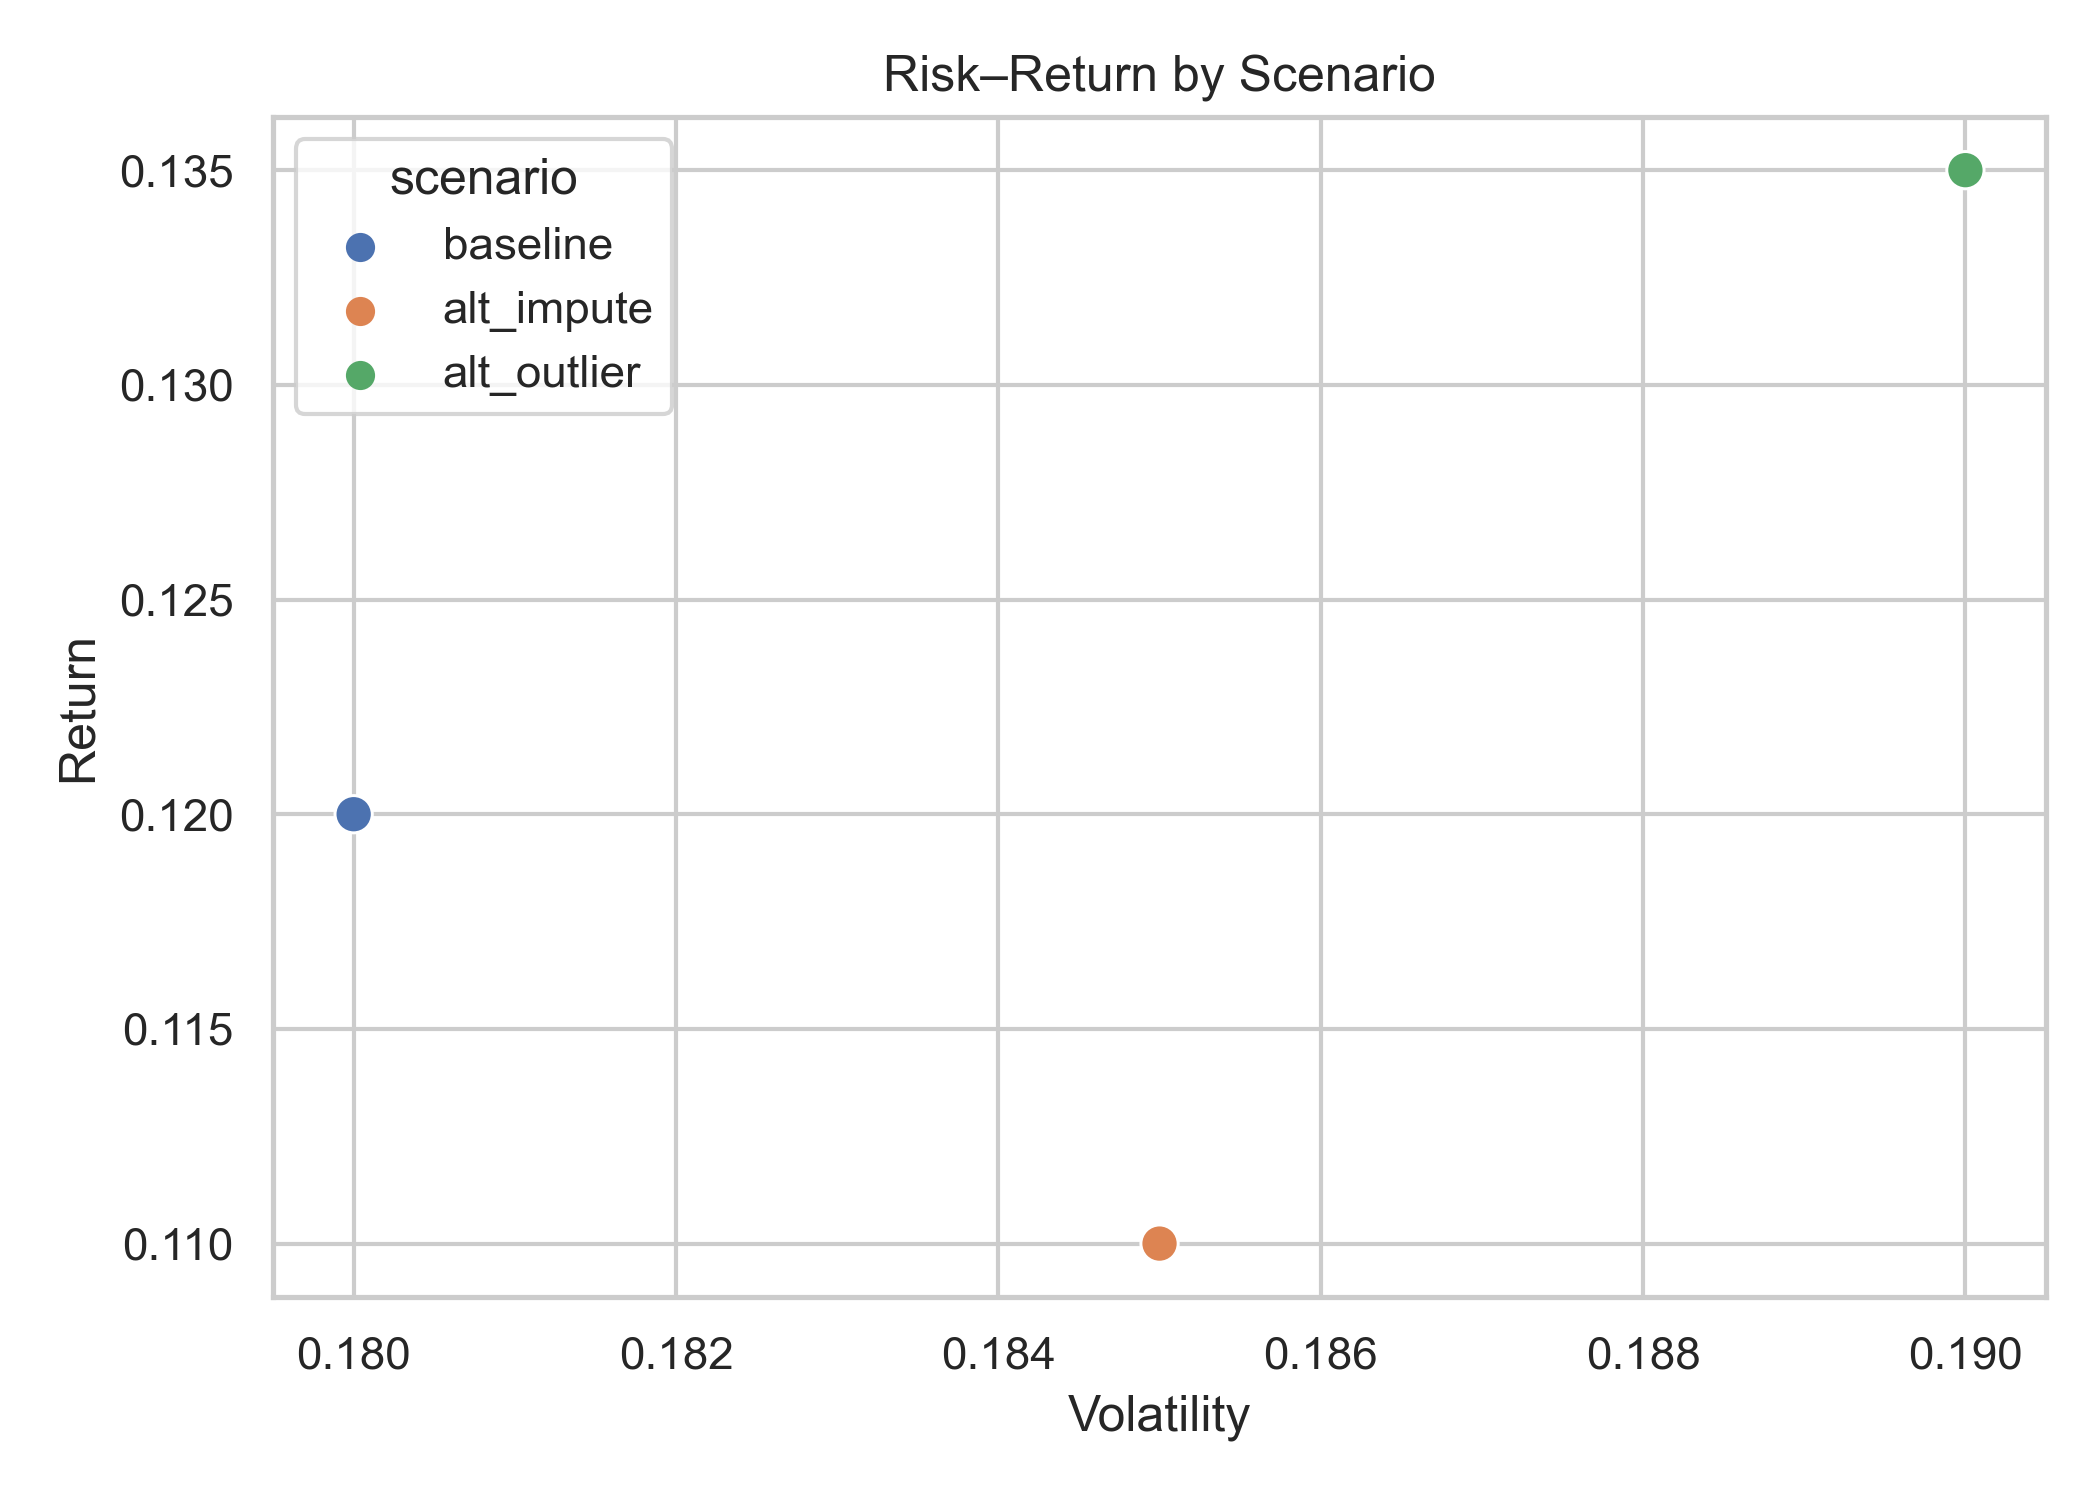 Risk–Return by Scenario
scenario
baseline
alt_impute
alt_outlier
Return
0.135
0.130
0.125
0.120
0.115
0.110
0.180 0.182 0.184 0.186 0.188 0.190
Volatility